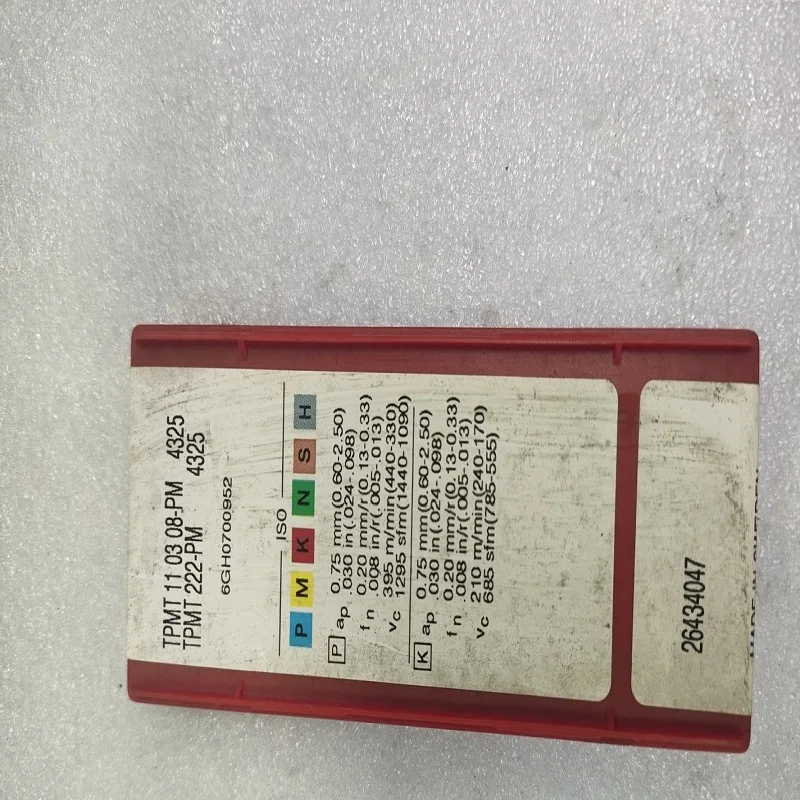 TPMT 11 03 08-PM 4325
TPMT 222-PM 4325
6GH0700952
ISO
P M K N S H
P ap 0.75 mm(0.60-2.50)
.030 in(.024-.098)
fn 0.20 mm/r(0.13-0.33)
.008 in/r(.005-.013)
vc 395 m/min(440-330)
1295 sfm(1440-1090)
K ap 0.75 mm(0.60-2.50)
.030 in(.024-.098)
fn 0.20 mm/r(0.13-0.33)
.008 in/r(.005-.013)
vc 210 m/min(240-170)
685 sfm(785-555)
26434047